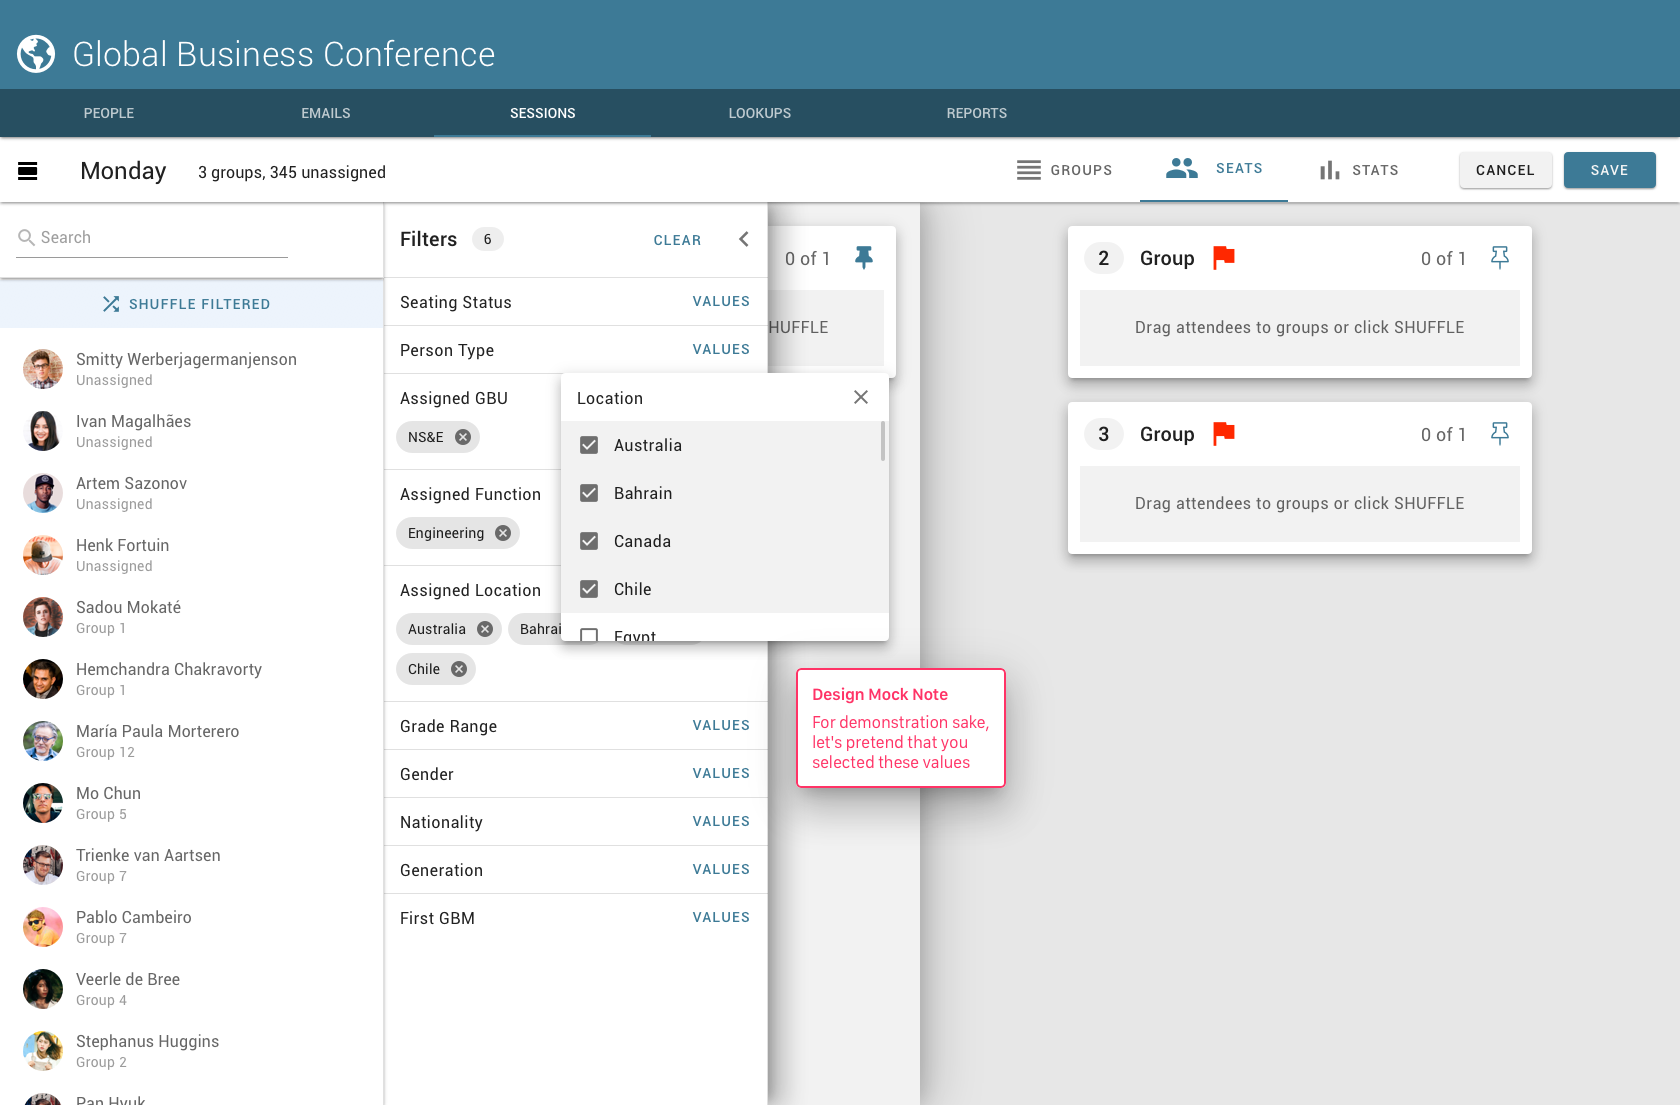 Global Business Conference
PEOPLE
EMAILS
SESSIONS
LOOKUPS
REPORTS
Monday
3 groups, 345 unassigned
GROUPS
SEATS
STATS
CANCEL
SAVE
Search
SHUFFLE FILTERED
Smitty Werberjagermanjenson
Unassigned
Ivan Magalhães
Unassigned
Artem Sazonov
Unassigned
Henk Fortuin
Unassigned
Sadou Mokaté
Group 1
Hemchandra Chakravorty
Group 1
María Paula Morterero
Group 12
Mo Chun
Group 5
Trienke van Aartsen
Group 7
Pablo Cambeiro
Group 7
Veerle de Bree
Group 4
Stephanus Huggins
Group 2
Pan Hyuk
Filters 6
CLEAR
Seating Status VALUES
Person Type VALUES
Assigned GBU
NS&E
Assigned Function
Engineering
Assigned Location
Australia Bahrai
Chile
Grade Range VALUES
Gender VALUES
Nationality VALUES
Generation VALUES
First GBM VALUES
Location
Australia
Bahrain
Canada
Chile
Egypt
0 of 1
HUFFLE
Design Mock Note
For demonstration sake,
let's pretend that you
selected these values
2 Group 0 of 1
Drag attendees to groups or click SHUFFLE
3 Group 0 of 1
Drag attendees to groups or click SHUFFLE